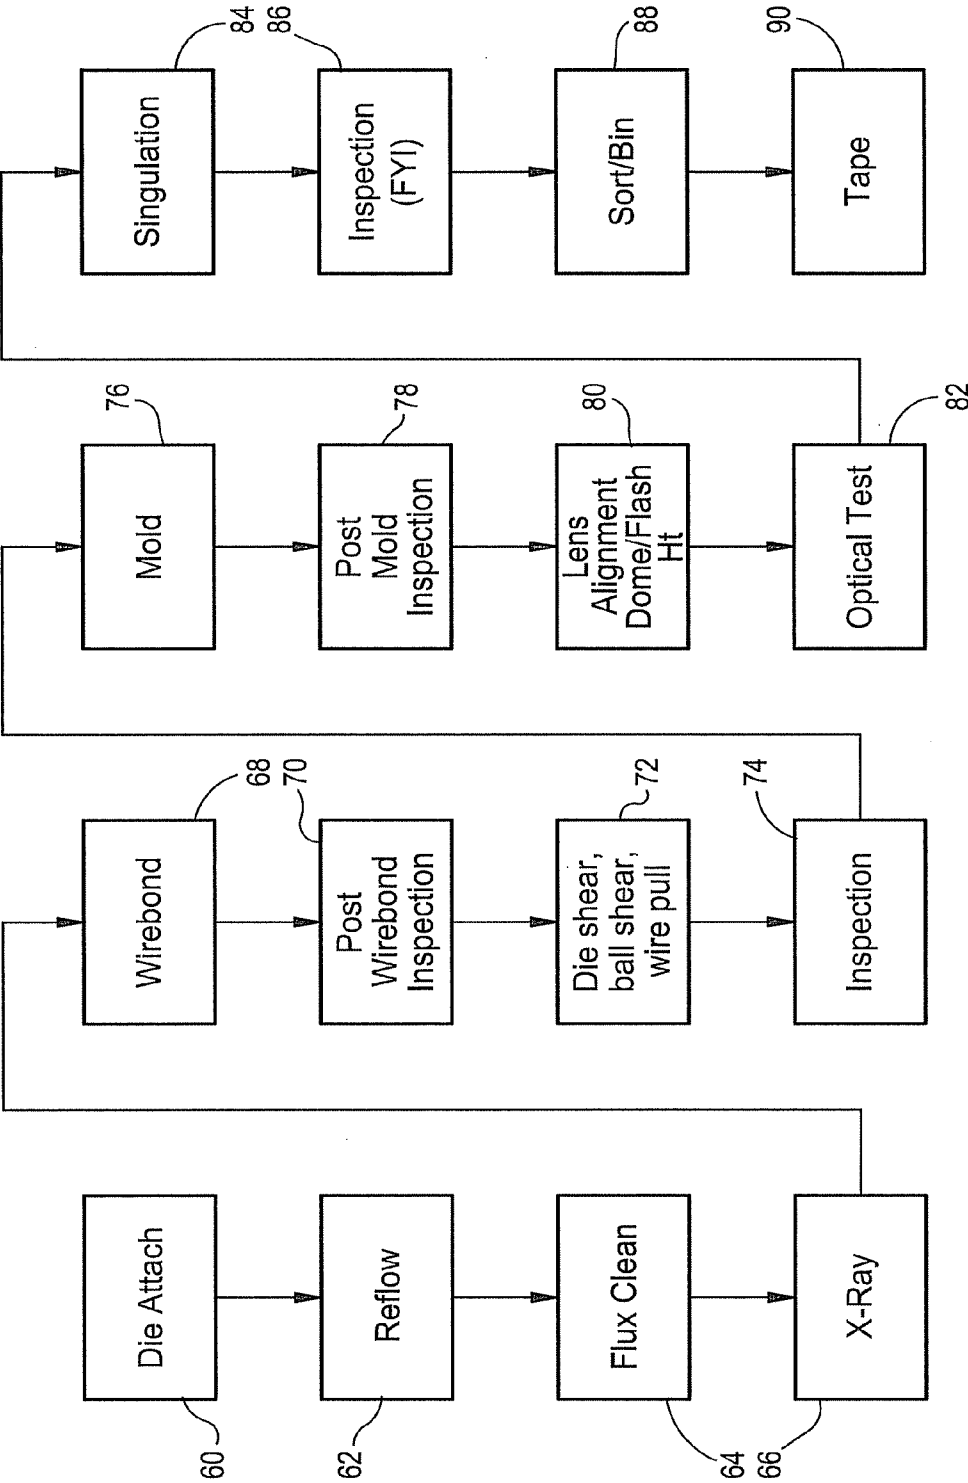 60
Die Attach
62
Reflow
64
Flux Clean
66
X-Ray
68
Wirebond
70
Post
Wirebond
Inspection
72
Die shear,
ball shear,
wire pull
74
Inspection
76
Mold
78
Post
Mold
Inspection
80
Lens
Alignment
Dome/Flash
Ht
82
Optical Test
84
Singulation
86
Inspection
(FYI)
88
Sort/Bin
90
Tape